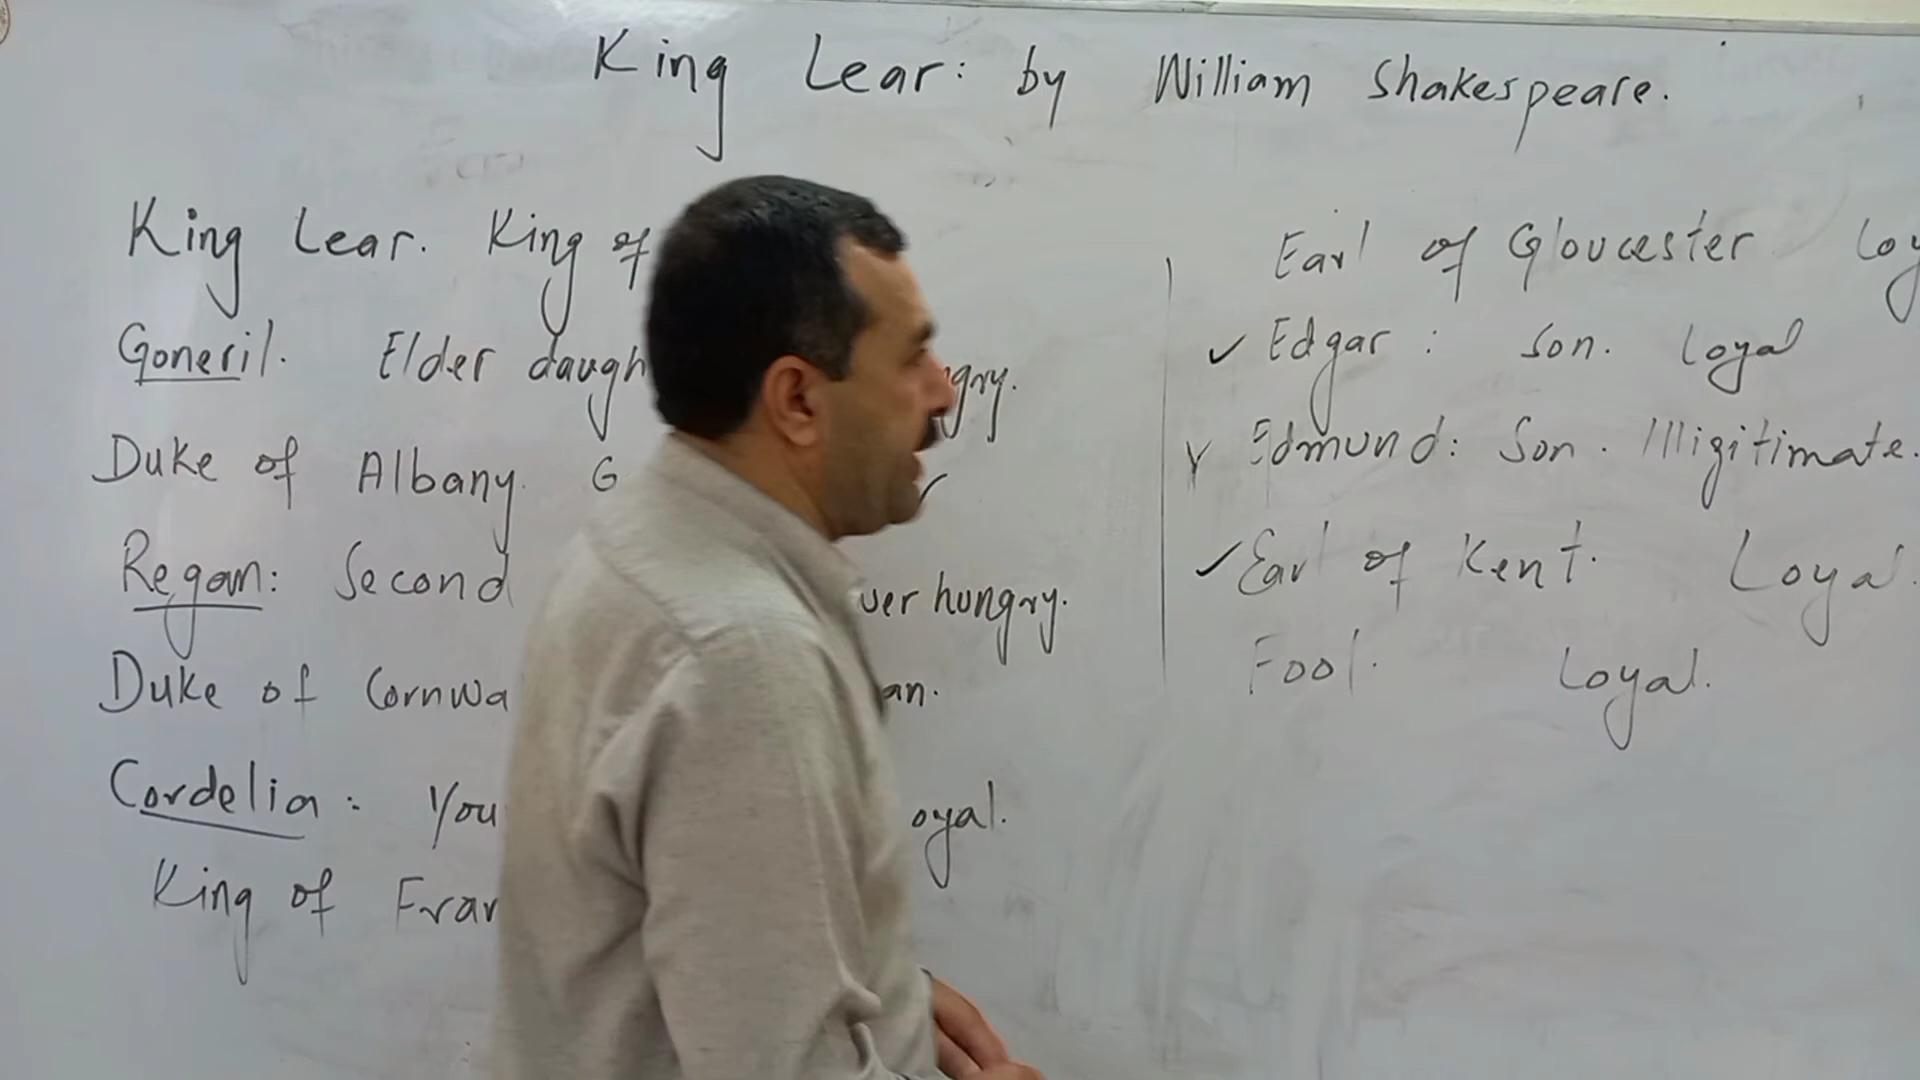 King Lear: by William Shakespeare.
King Lear. King of
Goneril. Elder daugh gry.
Duke of Albany. G r
Regan: Second wer hungry.
Duke of Cornwa an.
Cordelia: You oyal.
King of Fran
Earl of Gloucester Loy
✓ Edgar: Son. Loyal
Edmund: Son. Illigitimate.
✓ Earl of Kent. Loyal.
Fool. Loyal.